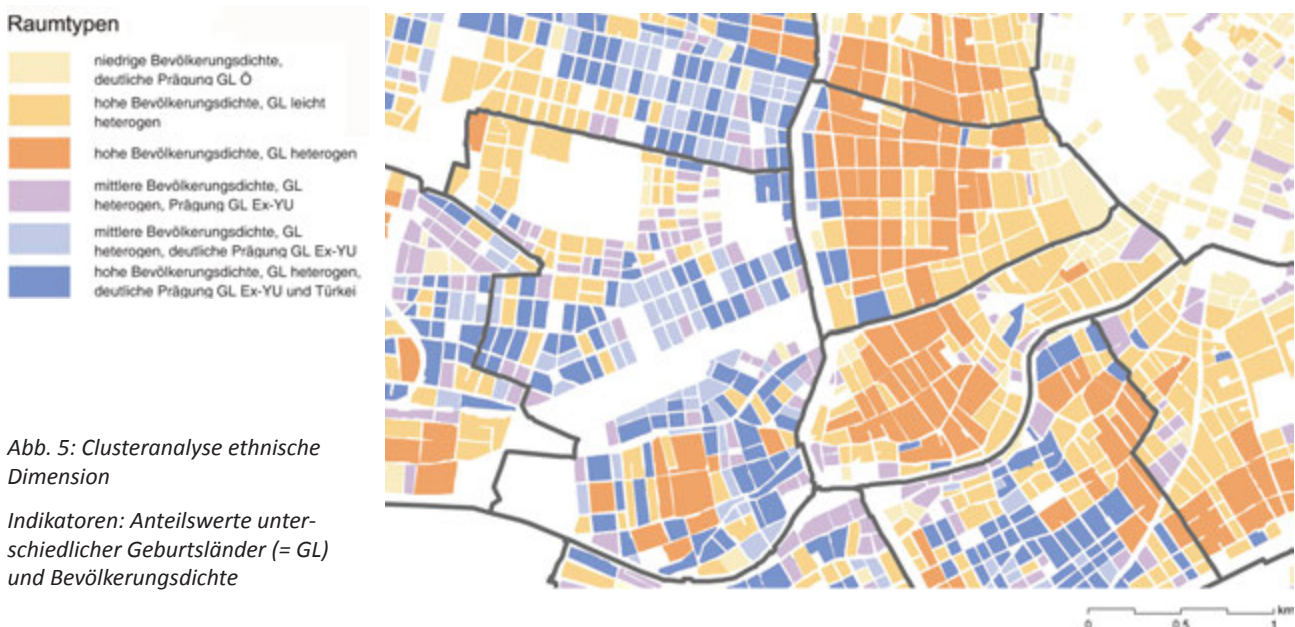 Raumtypen
niedrige Bevölkerungsdichte,
deutliche Prägung GL Ö
hohe Bevölkerungsdichte, GL leicht
heterogen
hohe Bevölkerungsdichte, GL heterogen
mittlere Bevölkerungsdichte, GL
heterogen, Prägung GL Ex-YU
mittlere Bevölkerungsdichte, GL
heterogen, deutliche Prägung GL Ex-YU
hohe Bevölkerungsdichte, GL heterogen,
deutliche Prägung GL Ex-YU und Türkei
Abb. 5: Clusteranalyse ethnische
Dimension
Indikatoren: Anteilswerte unter-
schiedlicher Geburtsländer (= GL)
und Bevölkerungsdichte
km
0 0.5 1